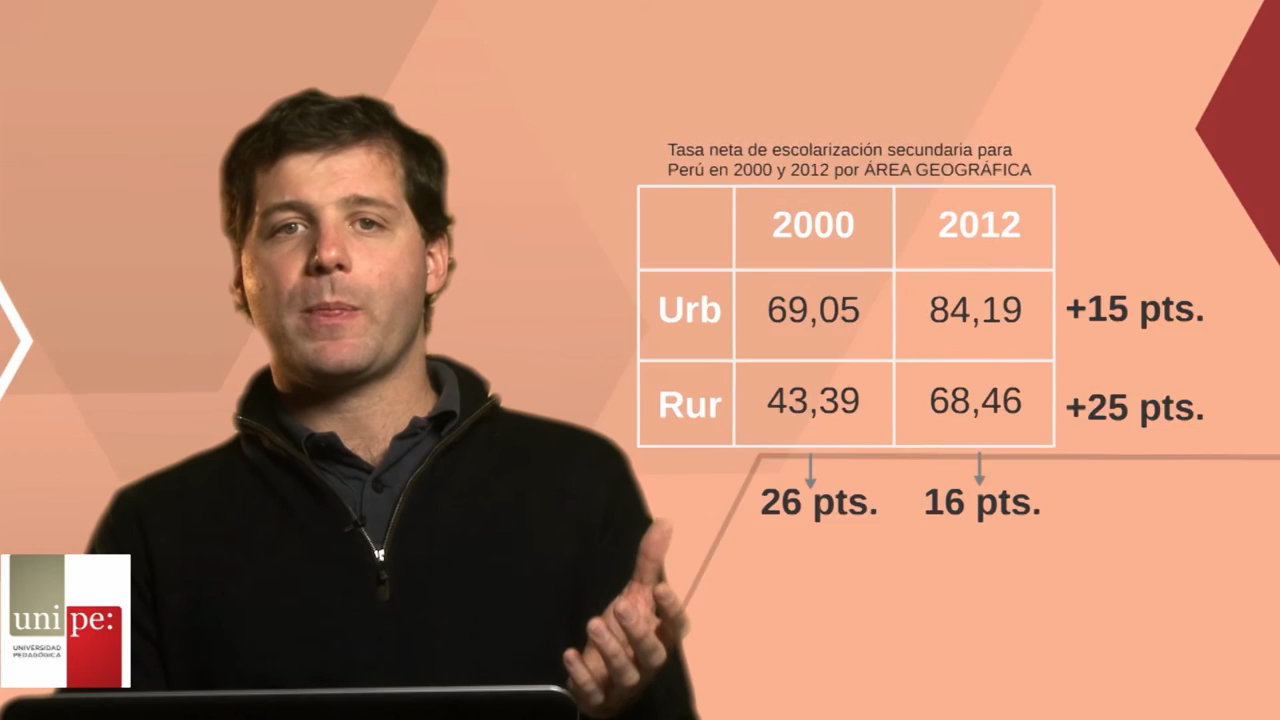 Tasa neta de escolarización secundaria para
Perú en 2000 y 2012 por ÁREA GEOGRÁFICA
2000 2012
Urb 69,05 84,19 +15 pts.
Rur 43,39 68,46 +25 pts.
26 pts. 16 pts.
uni pe:
UNIVERSIDAD
PEDAGÓGICA